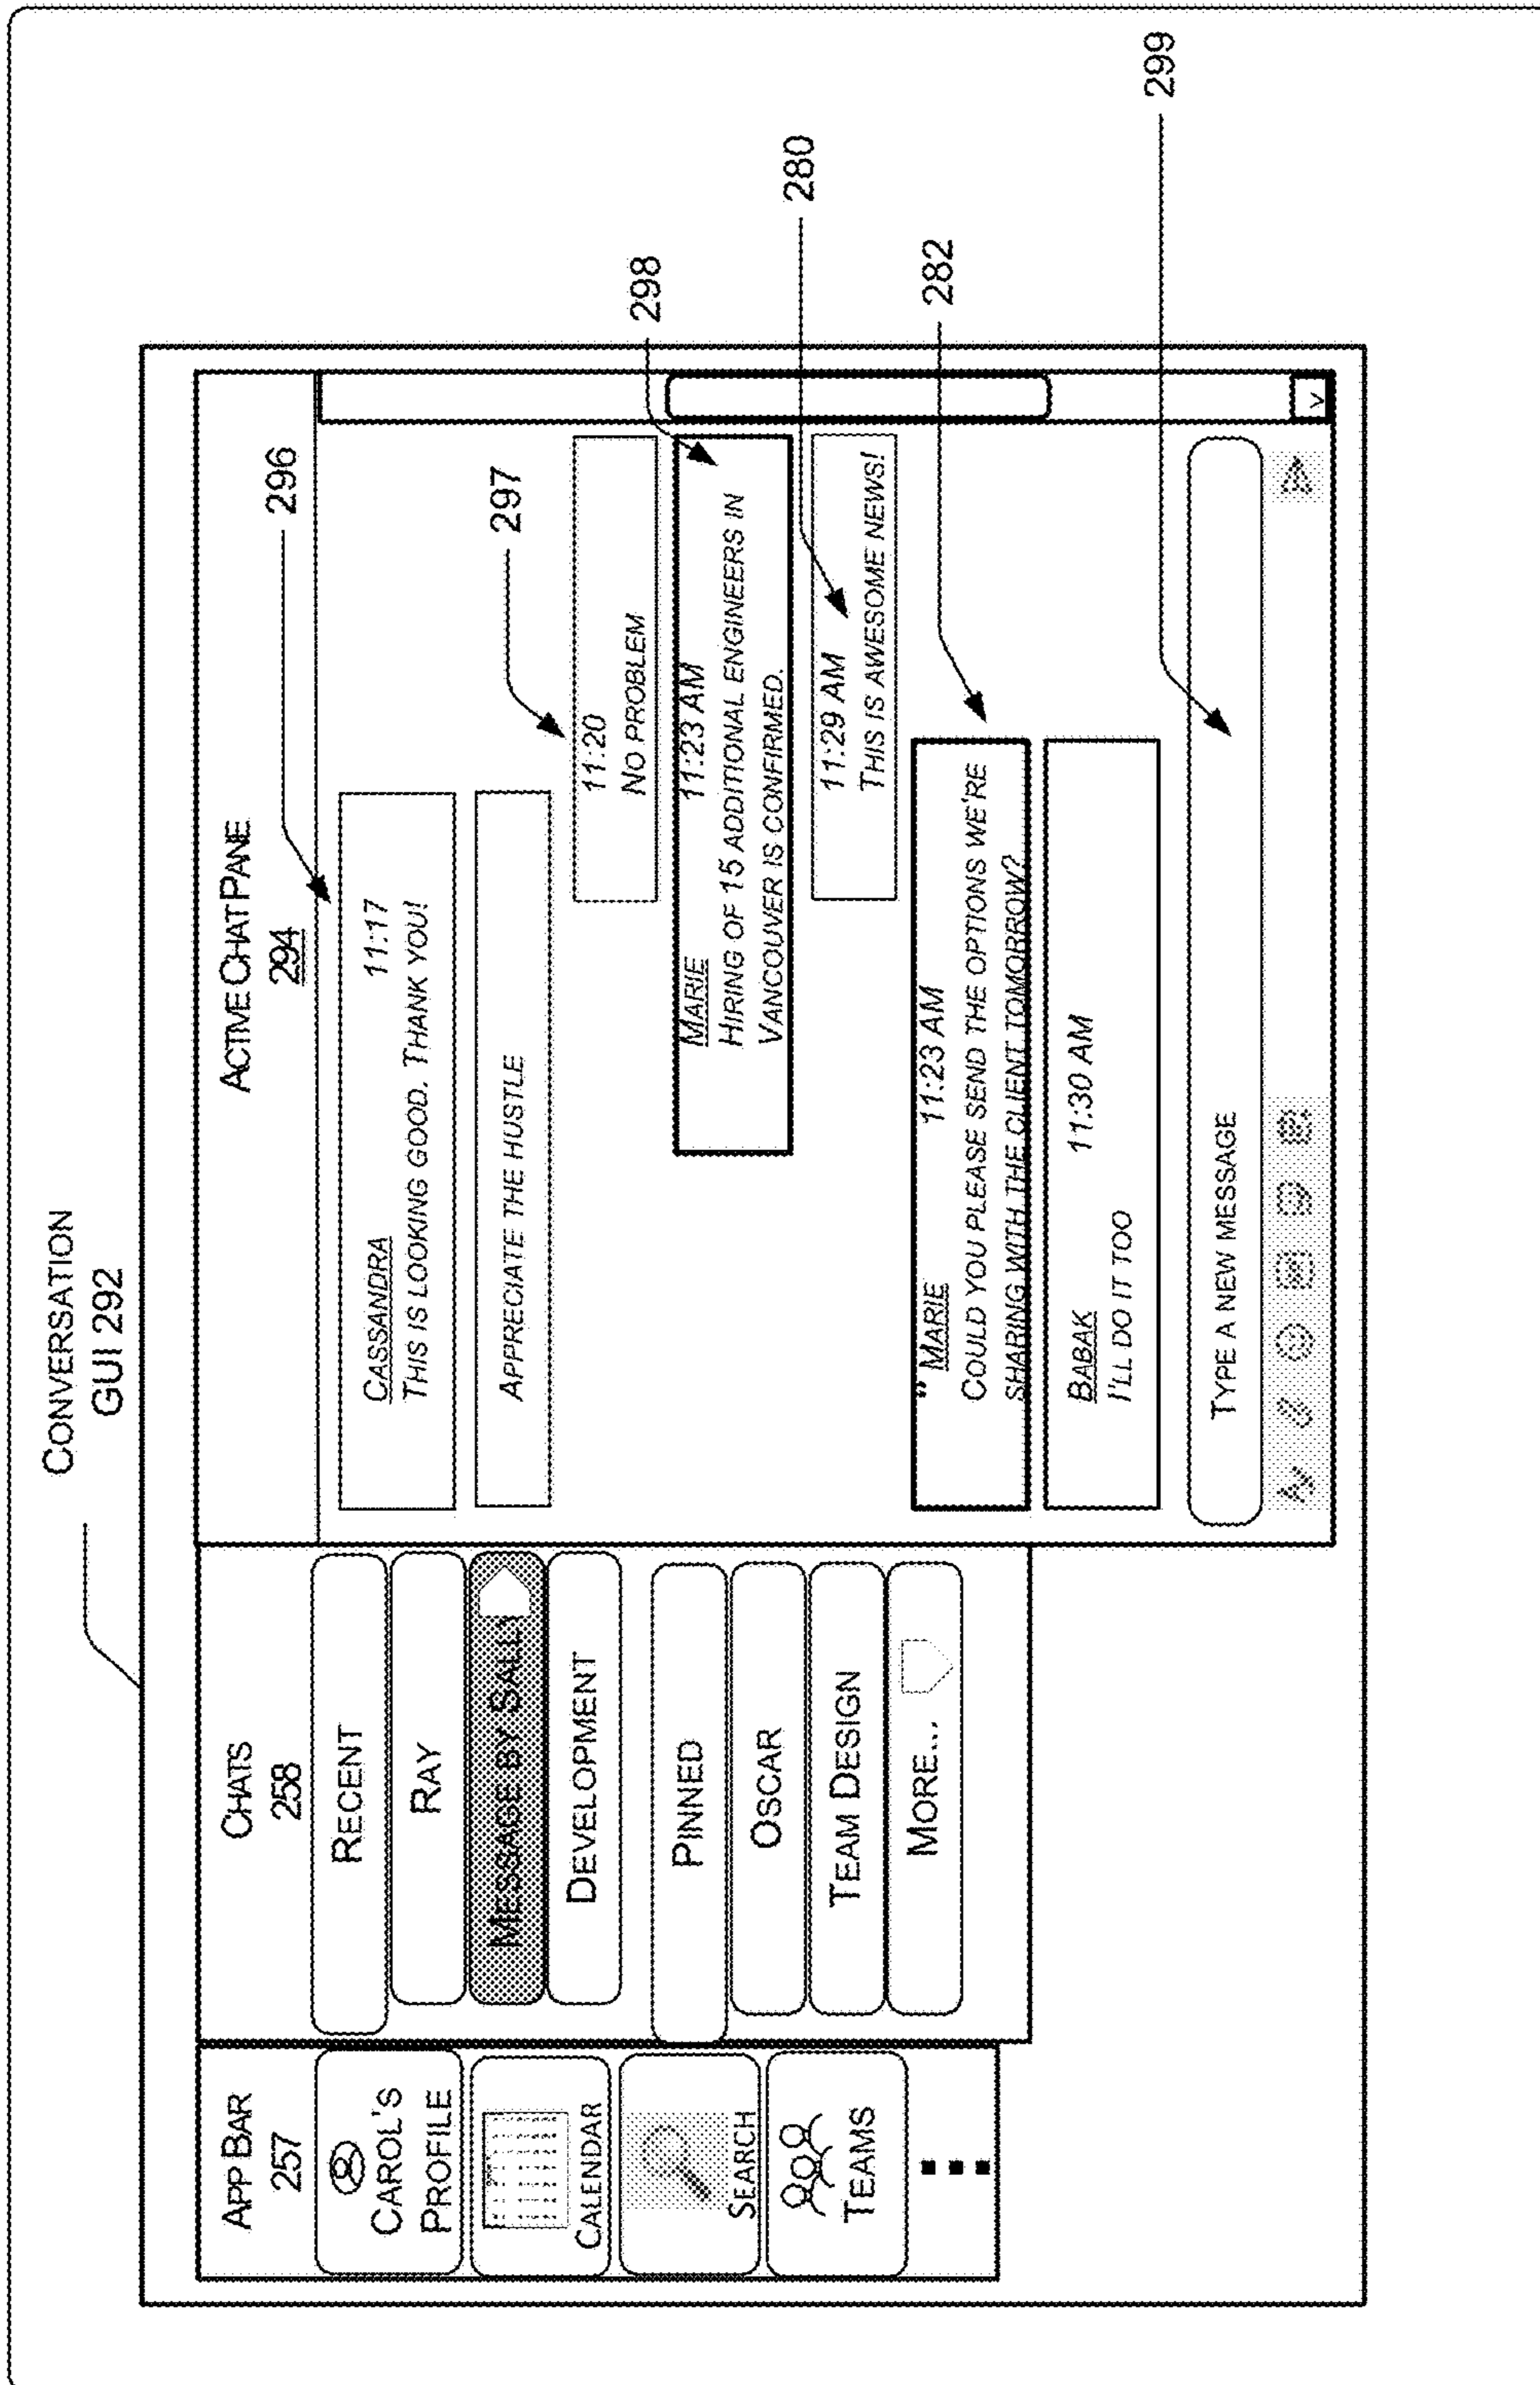 CONVERSATION
GUI 292
APP BAR
257
CAROL'S
PROFILE
CALENDAR
SEARCH
TEAMS
CHATS
258
RECENT
RAY
MESSAGE BY SALLY
DEVELOPMENT
PINNED
OSCAR
TEAM DESIGN
MORE...
ACTIVE CHAT PANE
294
296
CASSANDRA 11:17
THIS IS LOOKING GOOD. THANK YOU!
APPRECIATE THE HUSTLE
297
11:20
NO PROBLEM
298
MARIE 11:23 AM
HIRING OF 15 ADDITIONAL ENGINEERS IN
VANCOUVER IS CONFIRMED.
280
11:29 AM
THIS IS AWESOME NEWS!
282
" MARIE 11:23 AM
COULD YOU PLEASE SEND THE OPTIONS WE'RE
SHARING WITH THE CLIENT TOMORROW?
BABAK 11:30 AM
I'LL DO IT TOO
299
TYPE A NEW MESSAGE